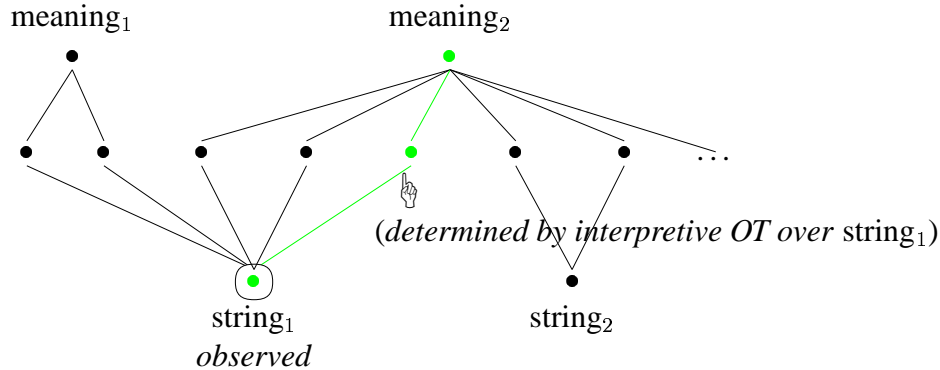 meaning₁ meaning₂
. . .
(determined by interpretive OT over string₁)
string₁ string₂
observed